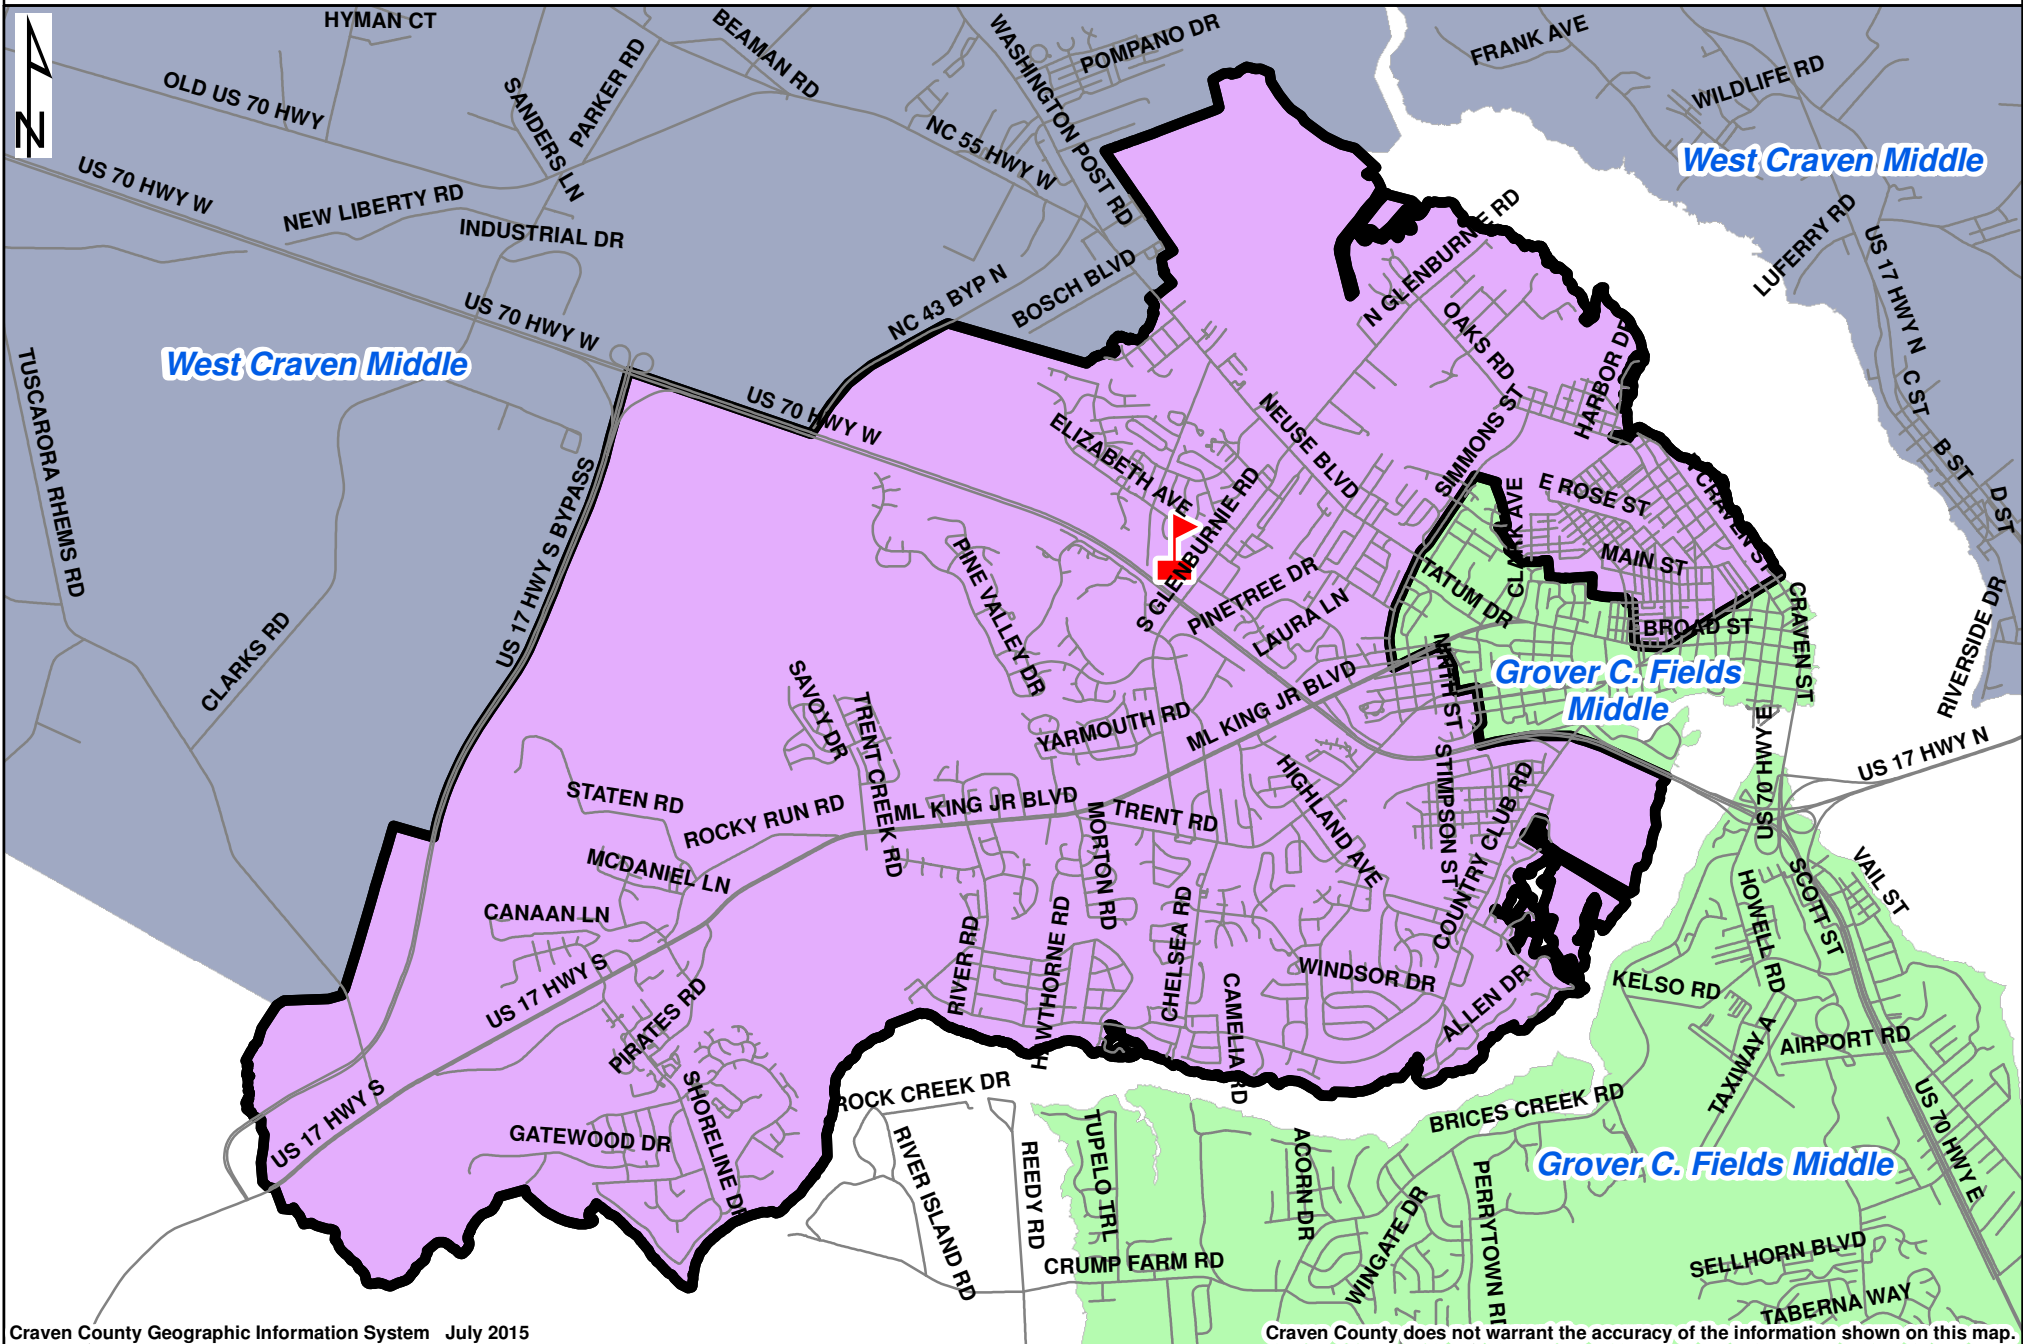 HYMAN CT
BEAMAN RD
WASHINGTON POST RD
POMPANO DR
FRANK AVE
WILDLIFE RD
OLD US 70 HWY
SANDERS LN
PARKER RD
NC 55 HWY W
N
US 70 HWY W
NEW LIBERTY RD
INDUSTRIAL DR
West Craven Middle
LUFERRY RD
US 17 HWY N
N GLENBURNIE RD
NC 43 BYP N
BOSCH BLVD
US 70 HWY W
OAKS RD
HARBOR DR
West Craven Middle
TUSCARORA RHEMS RD
US 70 HWY W
ELIZABETH AVE
NEUSE BLVD
SIMMONS ST
C ST
B ST
D ST
US 17 HWY S BYPASS
E ROSE ST
N CRAVEN ST
CLARK AVE
MAIN ST
S GLENBURNIE RD
PINE VALLEY DR
PINETREE DR
LAURA LN
TATUM DR
BROAD ST
CRAVEN ST
RIVERSIDE DR
CLARKS RD
Grover C. Fields
Middle
SAVOY DR
TRENT CREEK RD
YARMOUTH RD
ML KING JR BLVD
US 70 HWY E
US 17 HWY N
STATEN RD
ROCKY RUN RD
ML KING JR BLVD
TRENT RD
HIGHLAND AVE
STIMPSON ST
COUNTRY CLUB RD
MCDANIEL LN
MORTON RD
HOWELL RD
SCOTT ST
VAIL ST
CANAAN LN
US 17 HWY S
RIVER RD
HAWTHORNE RD
CHELSEA RD
CAMELIA RD
WINDSOR DR
ALLEN DR
KELSO RD
PIRATES RD
TAXIWAY A
AIRPORT RD
US 17 HWY S
SHORELINE DR
GATEWOOD DR
ROCK CREEK DR
BRICES CREEK RD
US 70 HWY E
RIVER ISLAND RD
REEDY RD
TUPELO TRL
ACORN DR
WINGATE DR
PERRYTOWN RD
Grover C. Fields Middle
CRUMP FARM RD
SELLHORN BLVD
TABERNA WAY
Craven County Geographic Information System July 2015
Craven County does not warrant the accuracy of the information shown on this map.